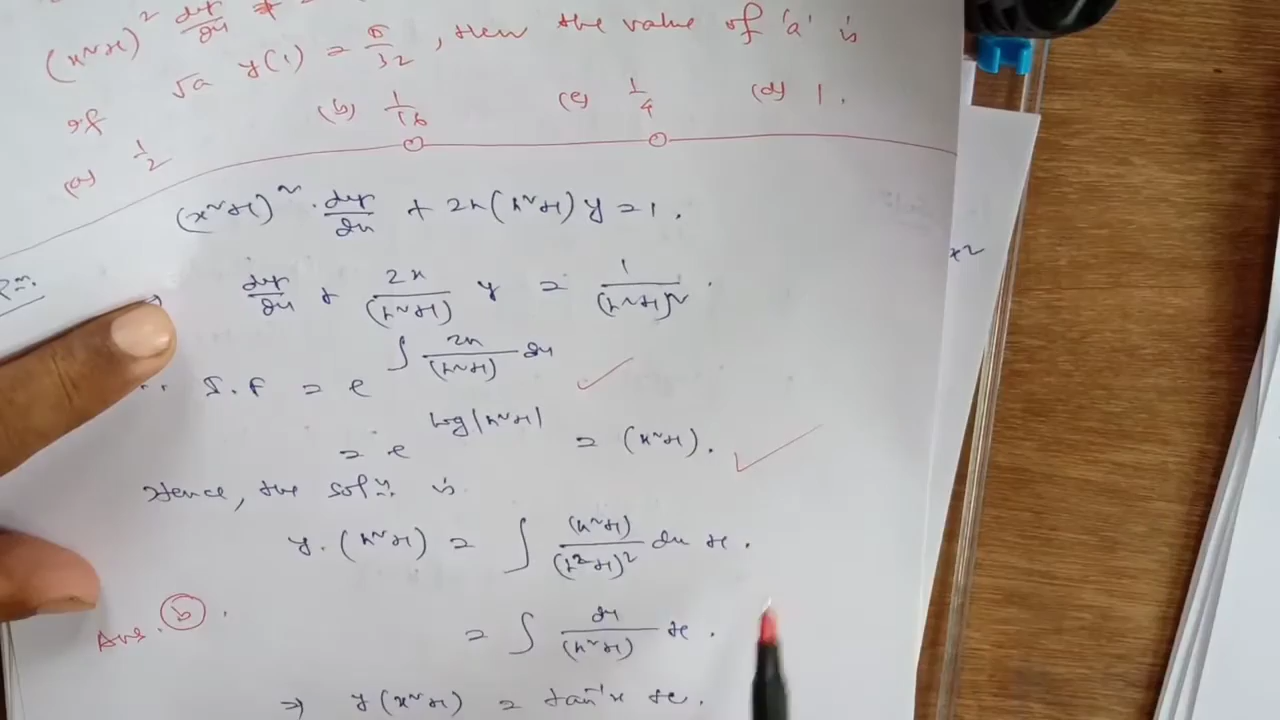 (x²+1)² dy/dx +
if √a y(1) = π/32, then the value of 'a' is
(a) 1/2 (b) 1/16 (c) 1/4 (d) 1.
(x²+1)² . dy/dx + 2x(x²+1) y = 1.
dy/dx + 2x/(x²+1) y = 1/(x²+1)².
I.F = e^∫ 2x/(x²+1) dx
= e^log|x²+1| = (x²+1).
Hence, the solⁿ. is
y. (x²+1) = ∫ (x²+1)/(x²+1)² dx +c.
Ans. (b).
= ∫ dx/(x²+1) +c.
⇒ y(x²+1) = tan⁻¹x +c.